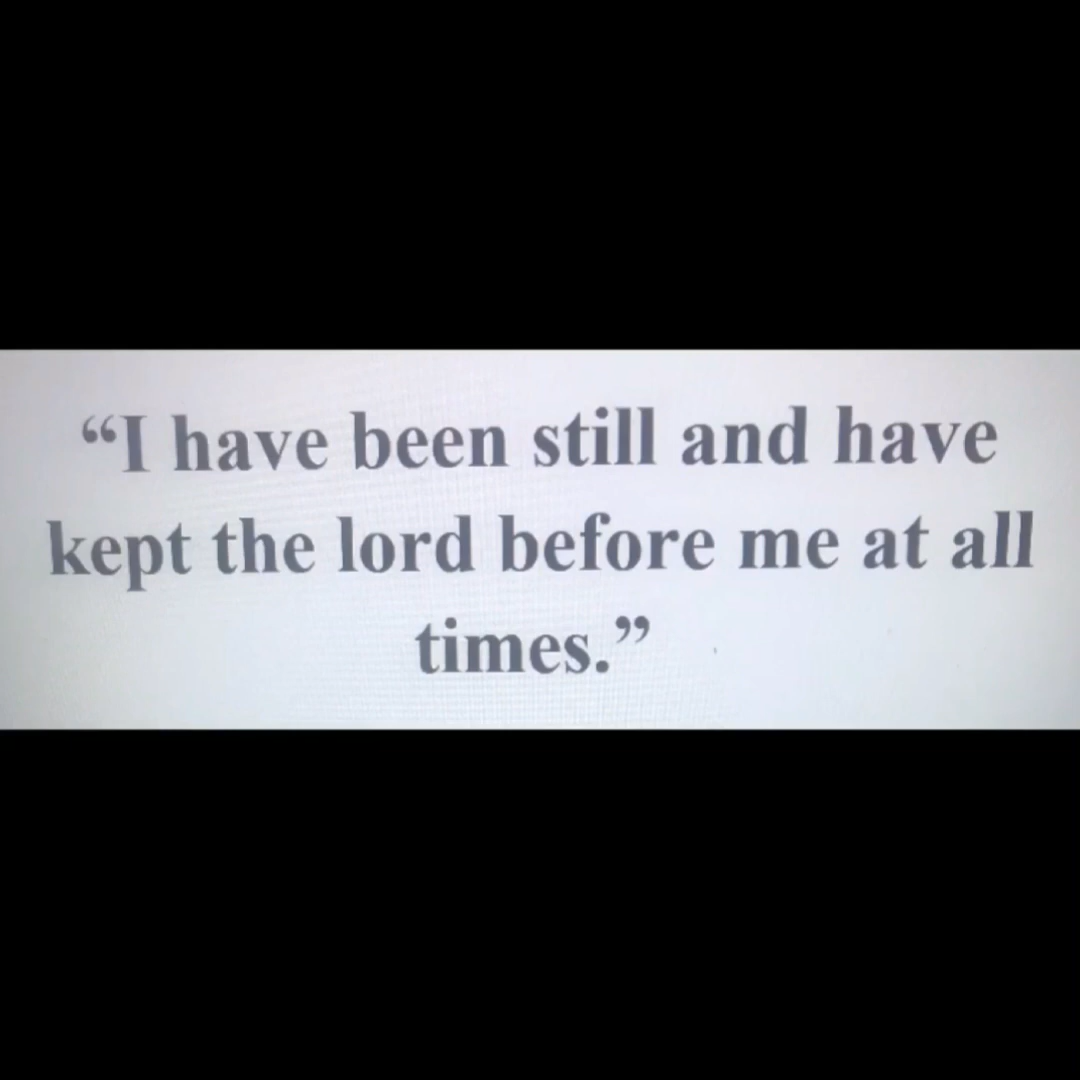 “I have been still and have
kept the lord before me at all
times.”